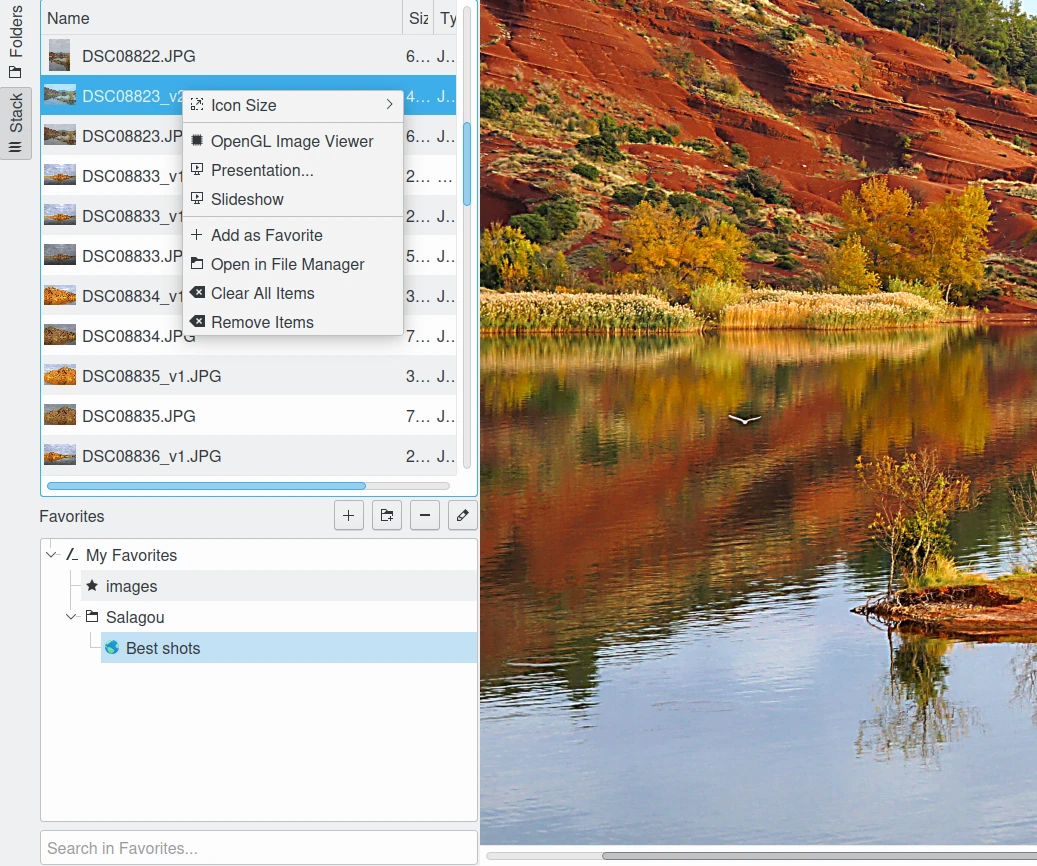 Folders
Stack
Name Siz Ty
DSC08822.JPG 6... J..
DSC08823_v2 4... J..
DSC08823.JP 6... J..
DSC08833_v1 2... ...
DSC08833_v1 2... J..
DSC08833.JP 5... J..
DSC08834_v1 3... J..
DSC08834.JPG 7... J..
DSC08835_v1.JPG 3... J..
DSC08835.JPG 7... J..
DSC08836_v1.JPG 2... J..
Icon Size
OpenGL Image Viewer
Presentation...
Slideshow
Add as Favorite
Open in File Manager
Clear All Items
Remove Items
Favorites
My Favorites
images
Salagou
Best shots
Search in Favorites...